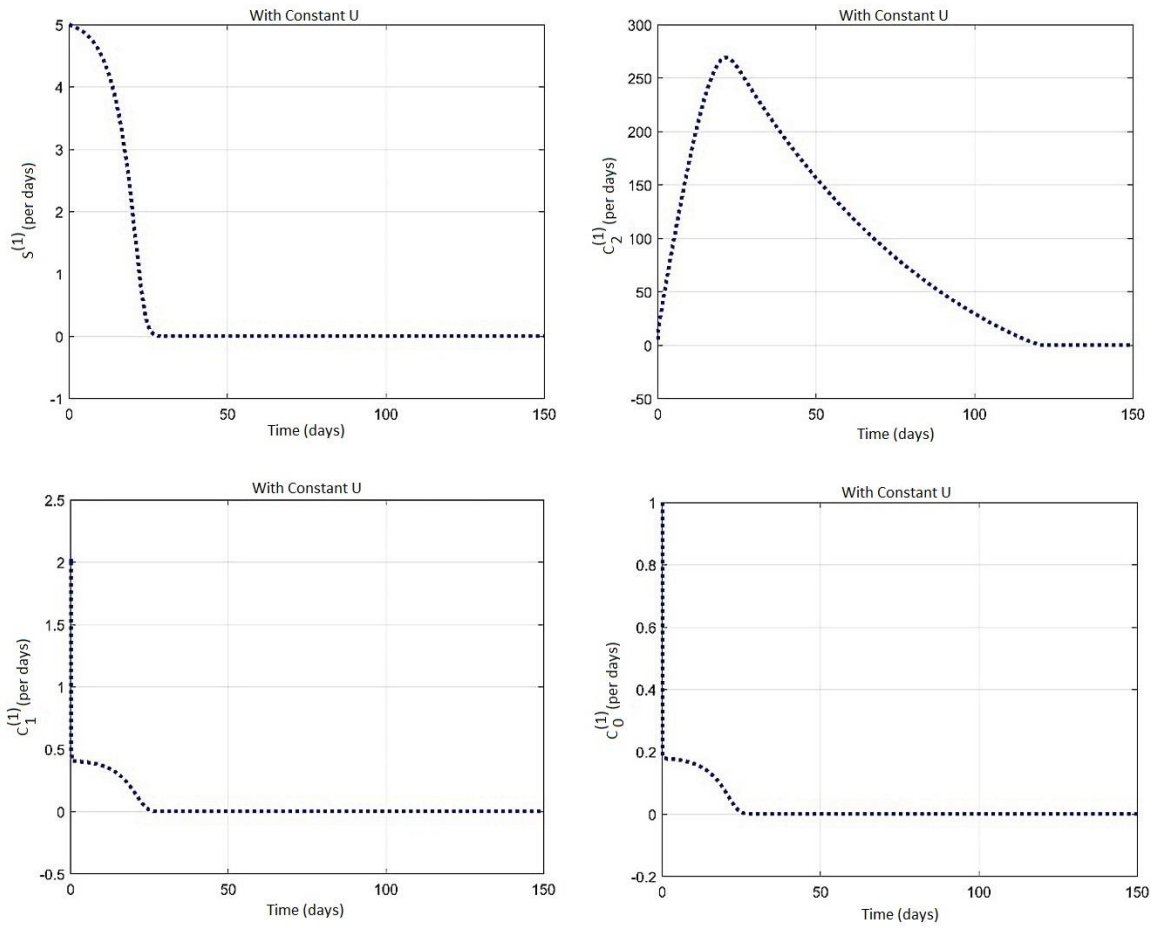 With Constant U
5
4
3
2
1
0
-1
S^(1) (per days)
0 50 100 150
Time (days)
With Constant U
300
250
200
150
100
50
0
-50
C_2^(1) (per days)
0 50 100 150
Time (days)
With Constant U
2.5
2
1.5
1
0.5
0
-0.5
C_1^(1) (per days)
0 50 100 150
Time (days)
With Constant U
1
0.8
0.6
0.4
0.2
0
-0.2
C_0^(1) (per days)
0 50 100 150
Time (days)